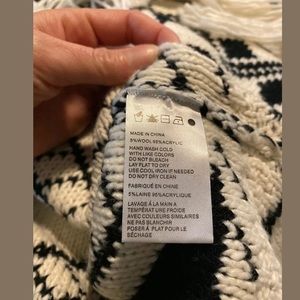 MADE IN CHINA
5%WOOL 95%ACRYLIC
HAND WASH COLD
WITH LIKE COLORS
DO NOT BLEACH
LAY FLAT TO DRY
USE COOL IRON IF NEEDED
DO NOT DRY CLEAN
FABRIQUÉ EN CHINE
5%LAINE 95%ACRYLIQUE
LAVAGE À LA MAIN A
TEMPÉRATURE FROIDE
AVEC COULEURS SIMILAIRES
NE PAS BLANCHIR
POSER À PLAT POUR LE
SÉCHAGE